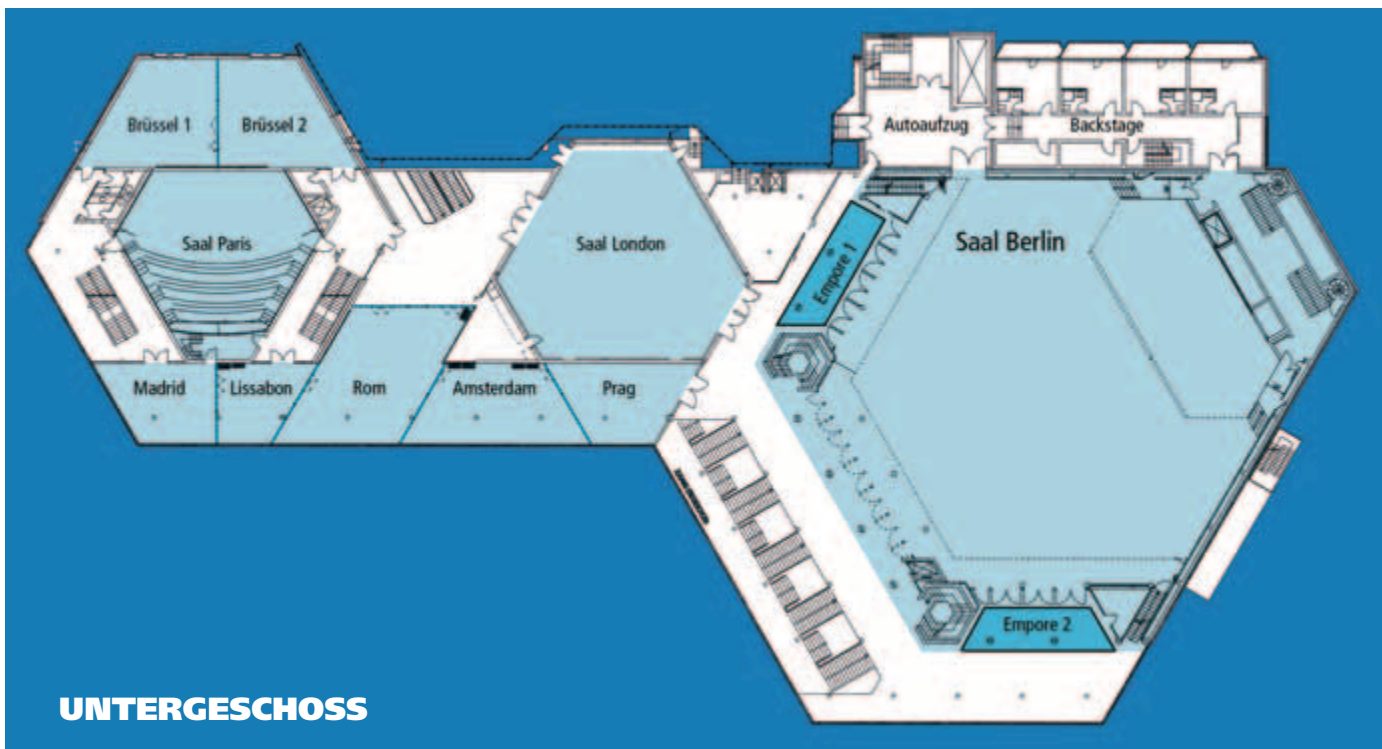 Autoaufzug
Backstage
Brüssel 1
Brüssel 2
Saal Paris
Saal London
Saal Berlin
Empore 1
Madrid
Lissabon
Rom
Amsterdam
Prag
Empore 2
UNTERGESCHOSS